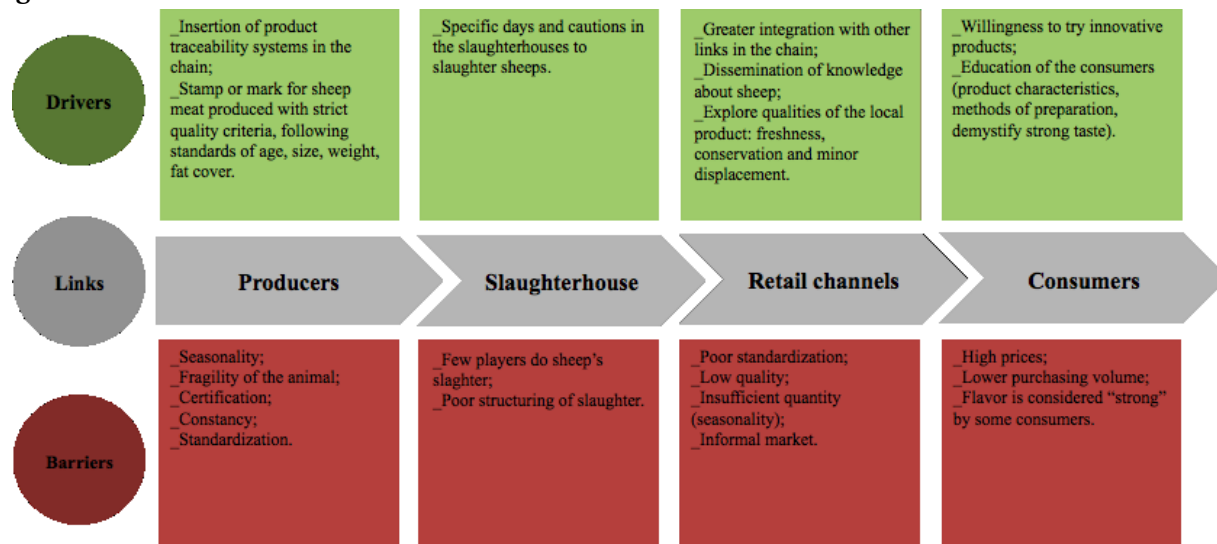 Drivers
_Insertion of product
traceability systems in the
chain;
_Stamp or mark for sheep
meat produced with strict
quality criteria, following
standards of age, size, weight,
fat cover.
_Specific days and cautions in
the slaughterhouses to
slaughter sheeps.
_Greater integration with other
links in the chain;
_Dissemination of knowledge
about sheep;
_Explore qualities of the local
product: freshness,
conservation and minor
displacement.
_Willingness to try innovative
products;
_Education of the consumers
(product characteristics,
methods of preparation,
demystify strong taste).
Links
Producers
Slaughterhouse
Retail channels
Consumers
Barriers
_Seasonality;
_Fragility of the animal;
_Certification;
_Constancy;
_Standardization.
_Few players do sheep's
slaghter;
_Poor structuring of slaughter.
_Poor standardization;
_Low quality;
_Insufficient quantity
(seasonality);
_Informal market.
_High prices;
_Lower purchasing volume;
_Flavor is considered “strong”
by some consumers.